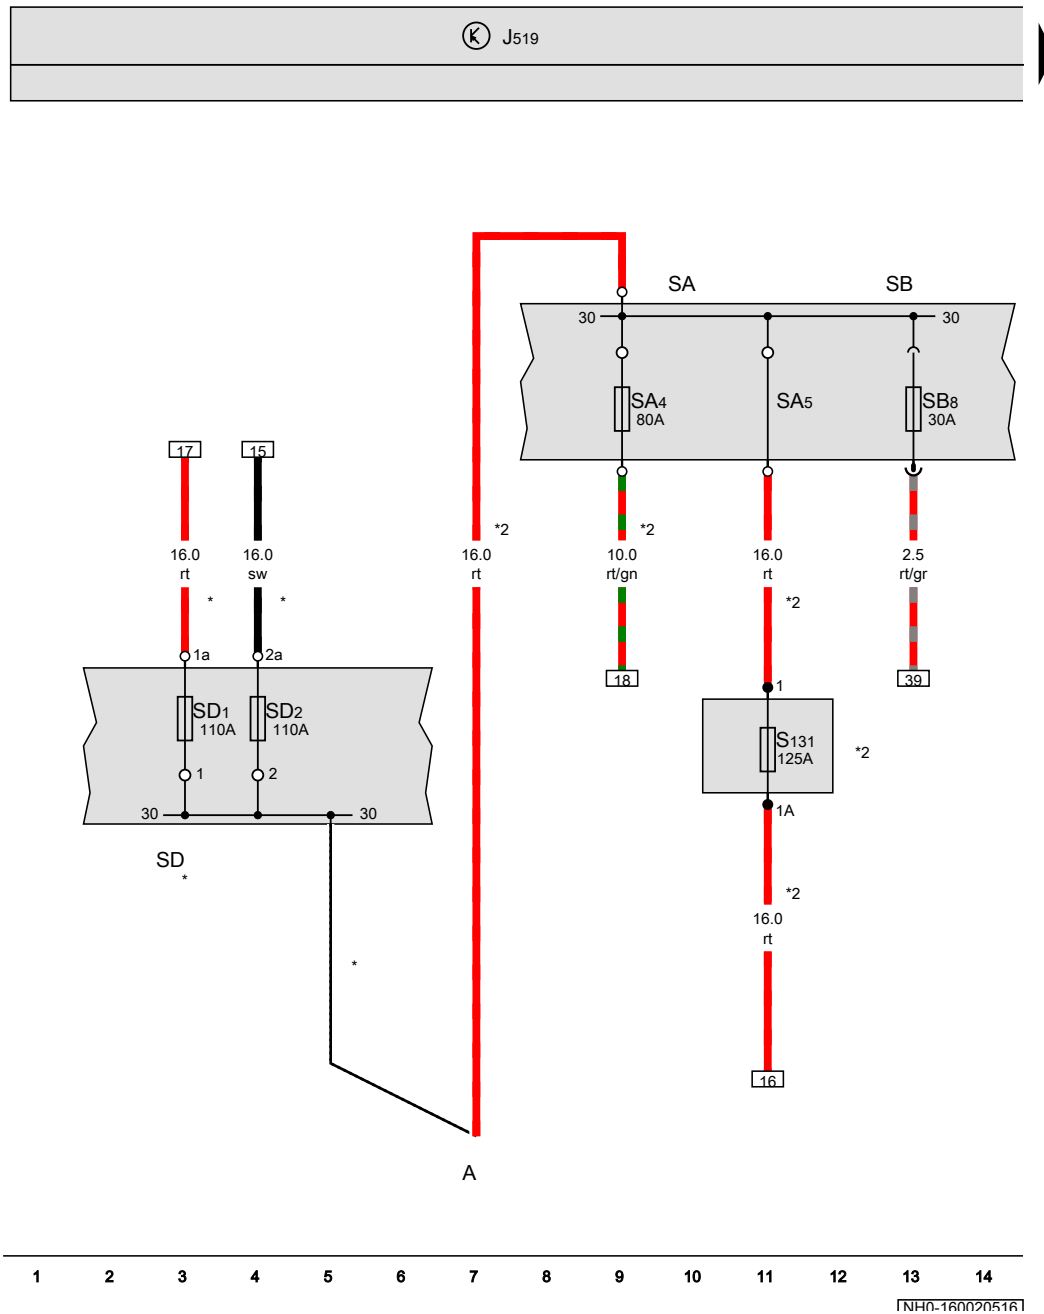 J519
SA SB
30 30
SA4 SA5 SB8
80A 30A
17 15
*2 *2
16.0 16.0 16.0 10.0 16.0 2.5
rt sw rt rt/gn rt rt/gr
* * *2
1a 2a
18 39
1
SD1 SD2
110A 110A
S131
125A *2
1 2
30 30
1A
SD
*
*2
16.0
rt
*
16
A
1 2 3 4 5 6 7 8 9 10 11 12 13 14
NH0-160020516